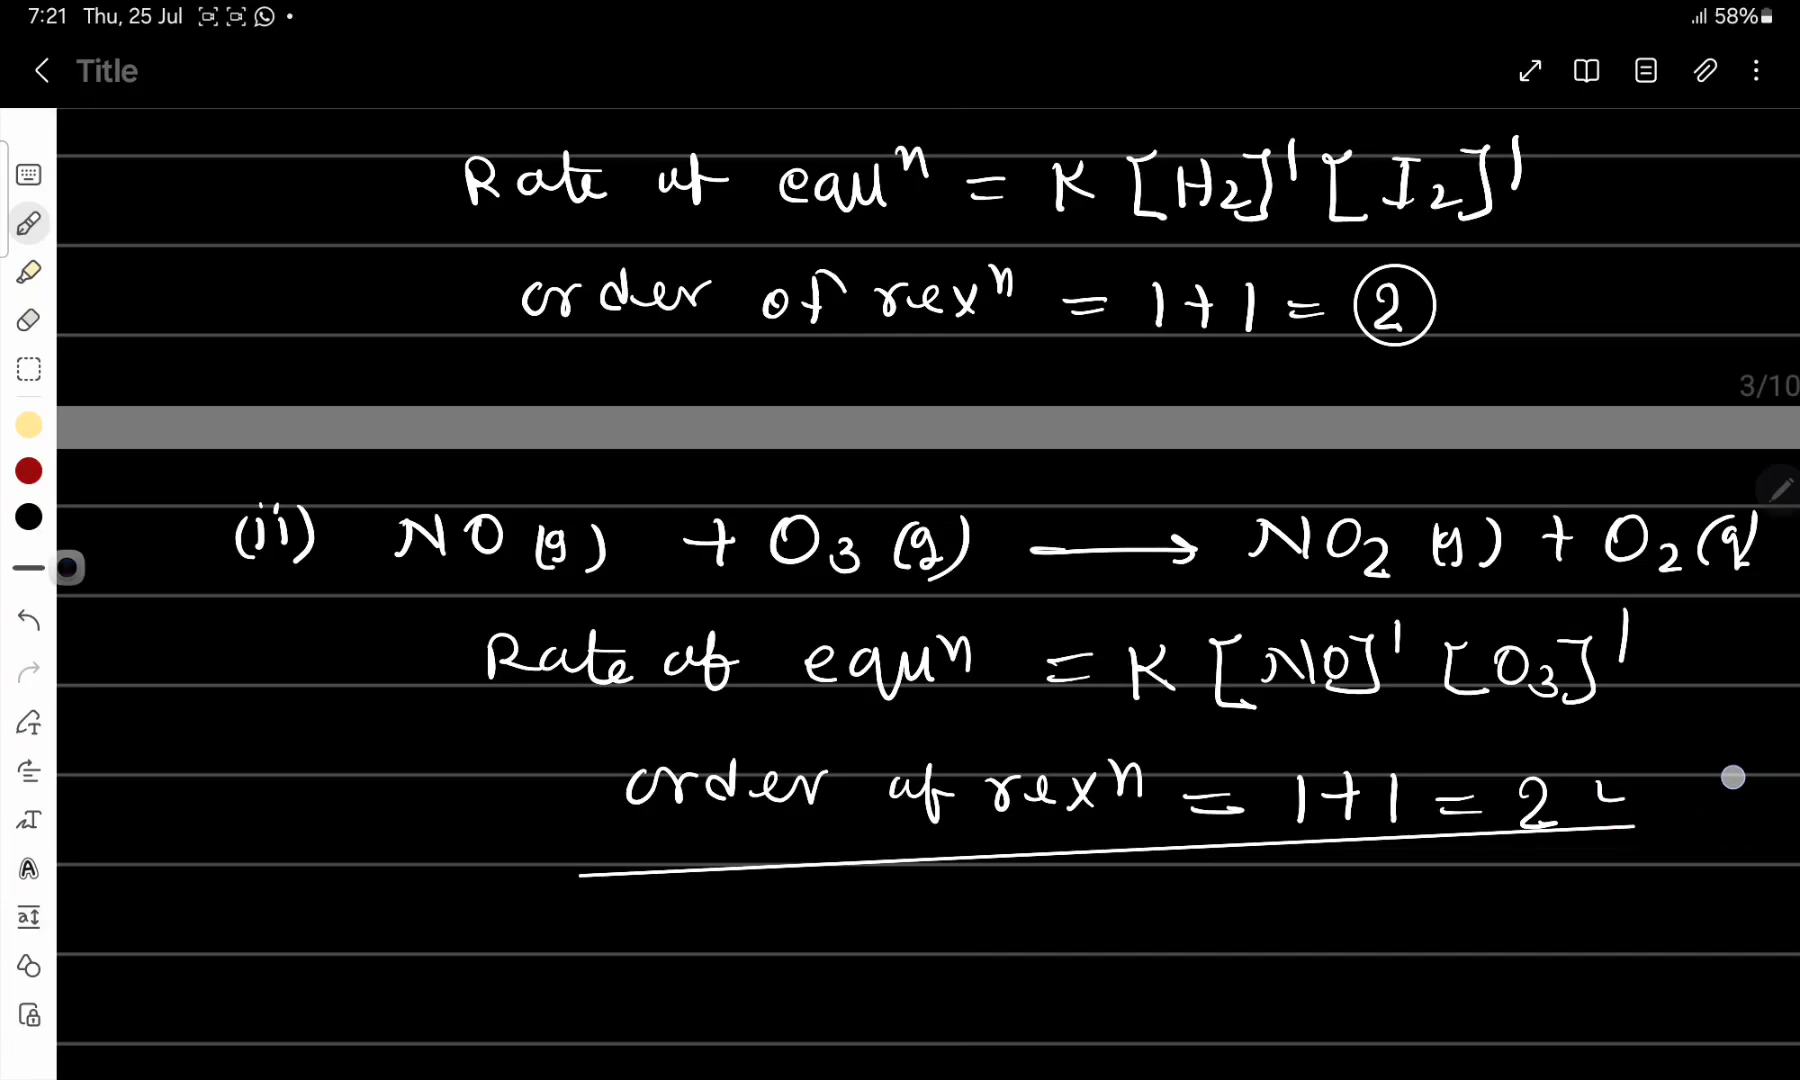 7:21 Thu, 25 Jul 58%
Title
Rate of equⁿ = K [H₂]¹ [I₂]¹
order of rexⁿ = 1 + 1 = 2
3/10
(ii) NO (g) + O₃ (g) ⟶ NO₂ (g) + O₂ (g
Rate of equⁿ = K [NO]¹ [O₃]¹
order of rexⁿ = 1 + 1 = 2